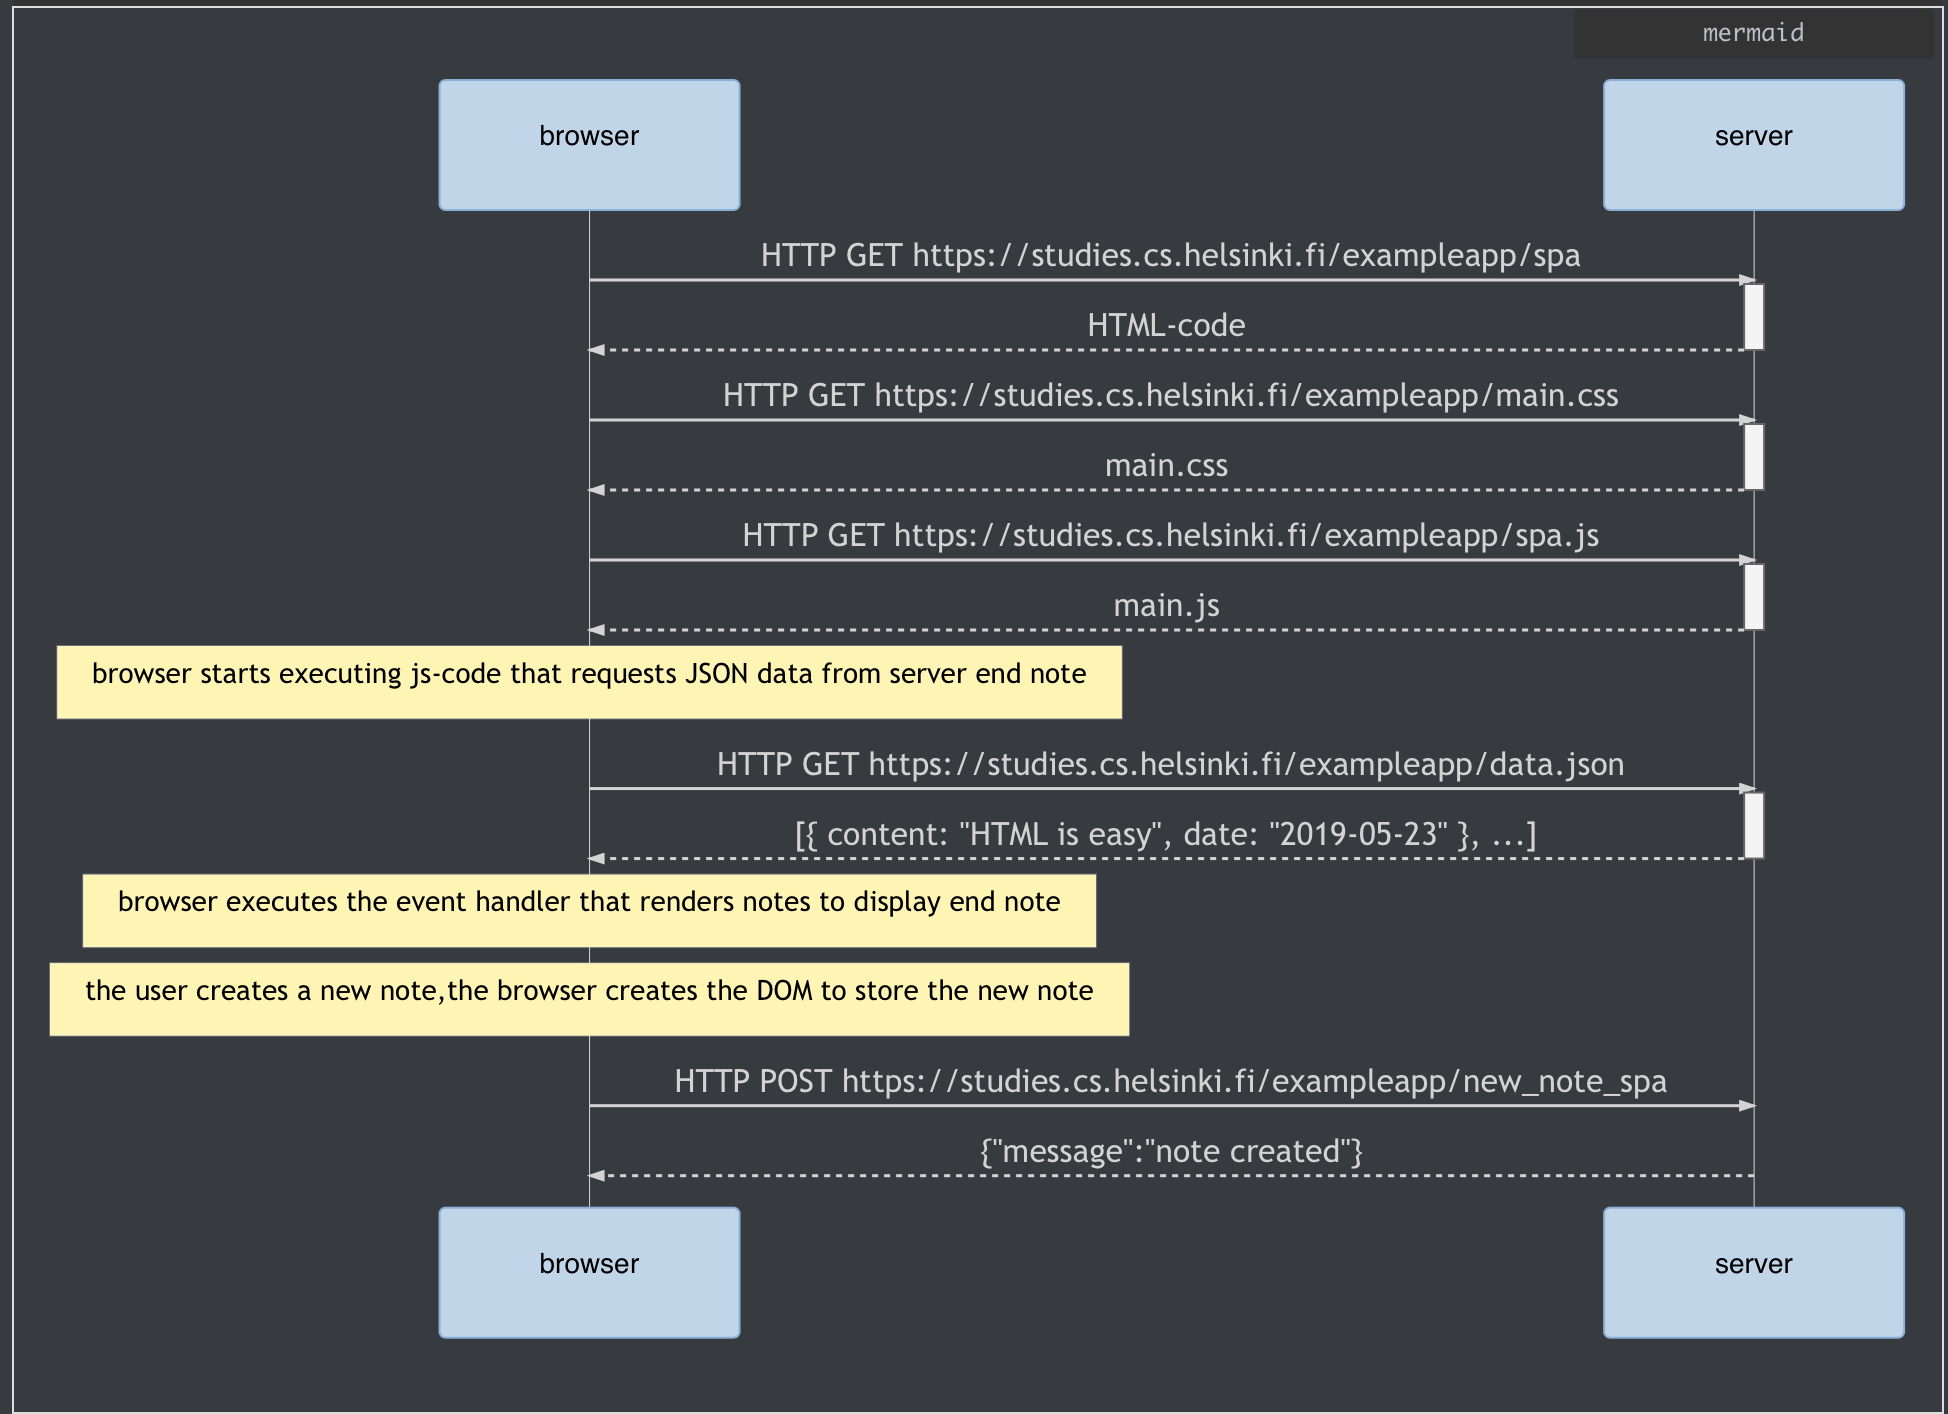 mermaid
browser
server
HTTP GET https://studies.cs.helsinki.fi/exampleapp/spa
HTML-code
HTTP GET https://studies.cs.helsinki.fi/exampleapp/main.css
main.css
HTTP GET https://studies.cs.helsinki.fi/exampleapp/spa.js
main.js
browser starts executing js-code that requests JSON data from server end note
HTTP GET https://studies.cs.helsinki.fi/exampleapp/data.json
[{ content: "HTML is easy", date: "2019-05-23" }, ...]
browser executes the event handler that renders notes to display end note
the user creates a new note,the browser creates the DOM to store the new note
HTTP POST https://studies.cs.helsinki.fi/exampleapp/new_note_spa
{"message":"note created"}
browser
server